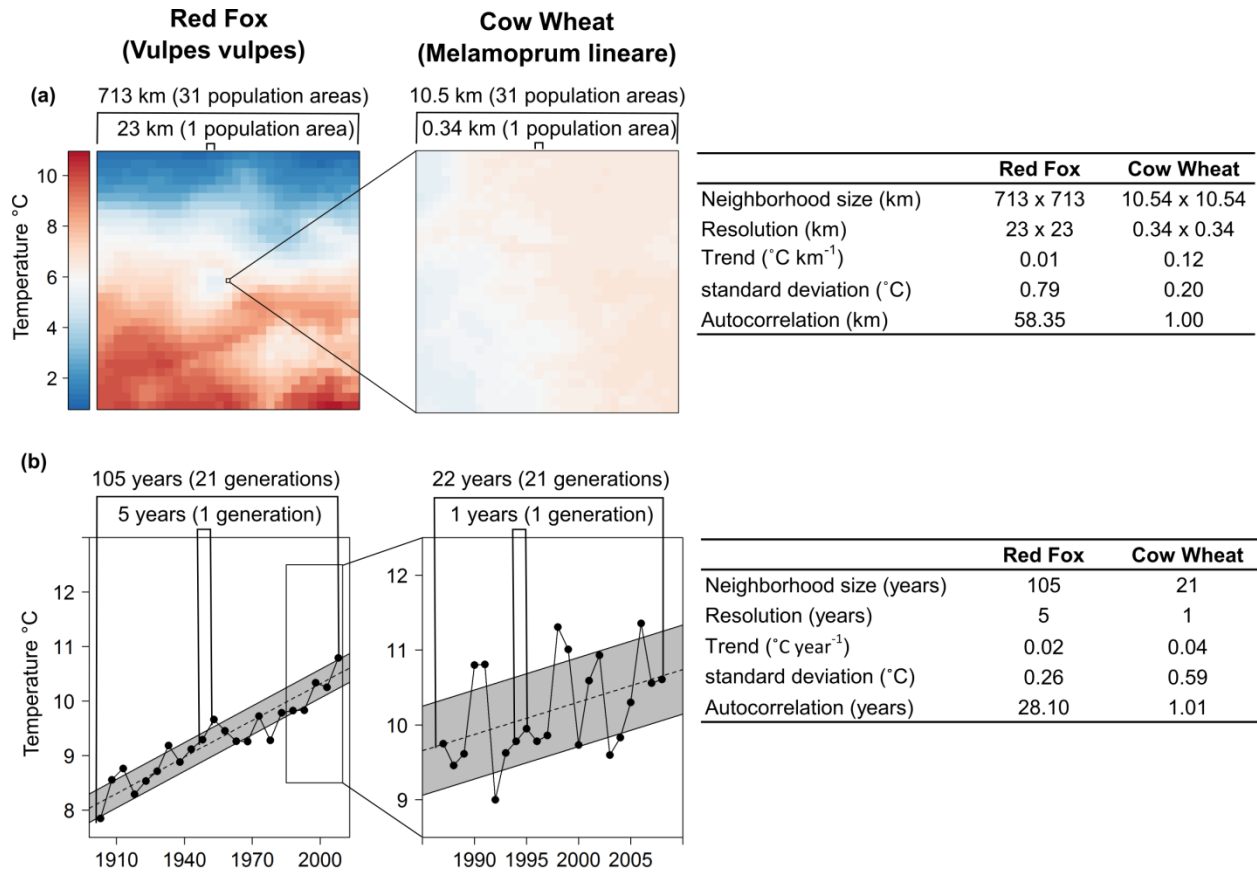 Red Fox
(Vulpes vulpes)
Cow Wheat
(Melamoprum lineare)
(a)
713 km (31 population areas)
23 km (1 population area)
10.5 km (31 population areas)
0.34 km (1 population area)
Temperature °C
10
8
6
4
2
Red Fox Cow Wheat
Neighborhood size (km) 713 x 713 10.54 x 10.54
Resolution (km) 23 x 23 0.34 x 0.34
Trend (˚C km⁻¹) 0.01 0.12
standard deviation (˚C) 0.79 0.20
Autocorrelation (km) 58.35 1.00
(b)
105 years (21 generations)
5 years (1 generation)
22 years (21 generations)
1 years (1 generation)
Temperature °C
12
11
10
9
8
1910 1940 1970 2000
12
11
10
9
1990 1995 2000 2005
Red Fox Cow Wheat
Neighborhood size (years) 105 21
Resolution (years) 5 1
Trend (˚C year⁻¹) 0.02 0.04
standard deviation (˚C) 0.26 0.59
Autocorrelation (years) 28.10 1.01